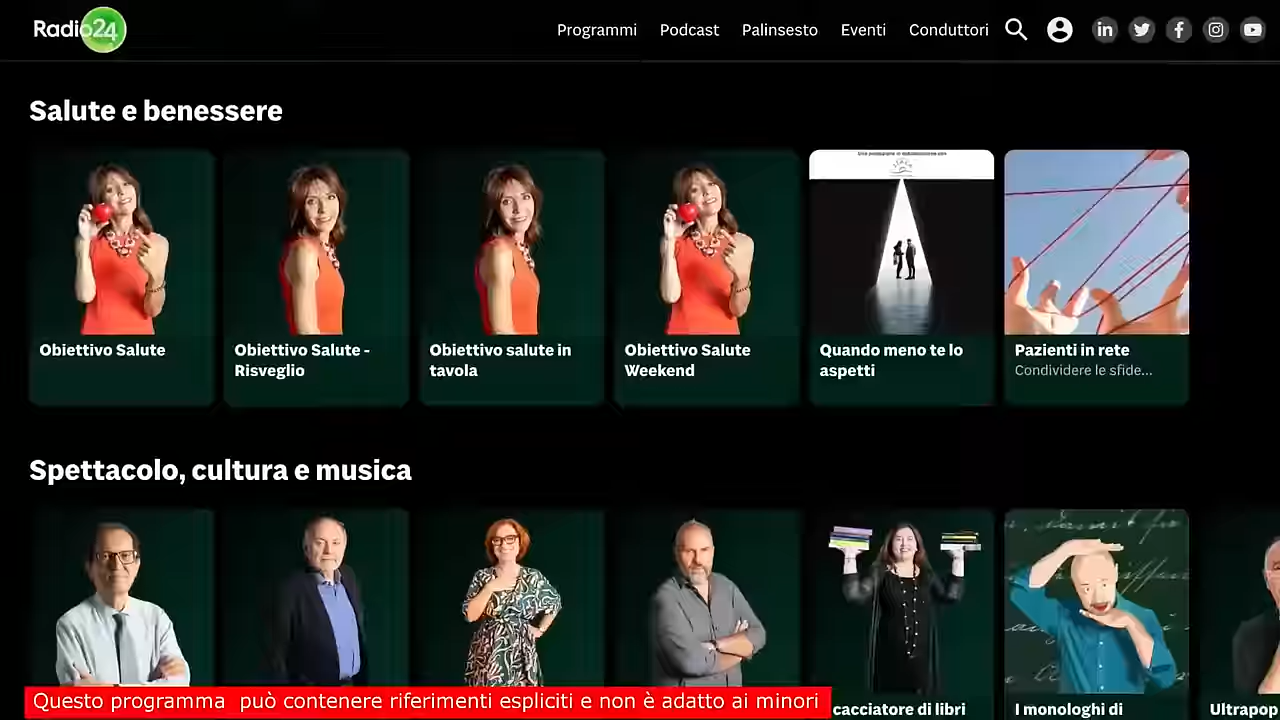 Radio24
Programmi
Podcast
Palinsesto
Eventi
Conduttori
Salute e benessere
Obiettivo Salute
Obiettivo Salute -
Risveglio
Obiettivo salute in
tavola
Obiettivo Salute
Weekend
Quando meno te lo
aspetti
Pazienti in rete
Condividere le sfide...
Spettacolo, cultura e musica
cacciatore di libri
I monologhi di
Ultrapop
Questo programma  può contenere riferimenti espliciti e non è adatto ai minori